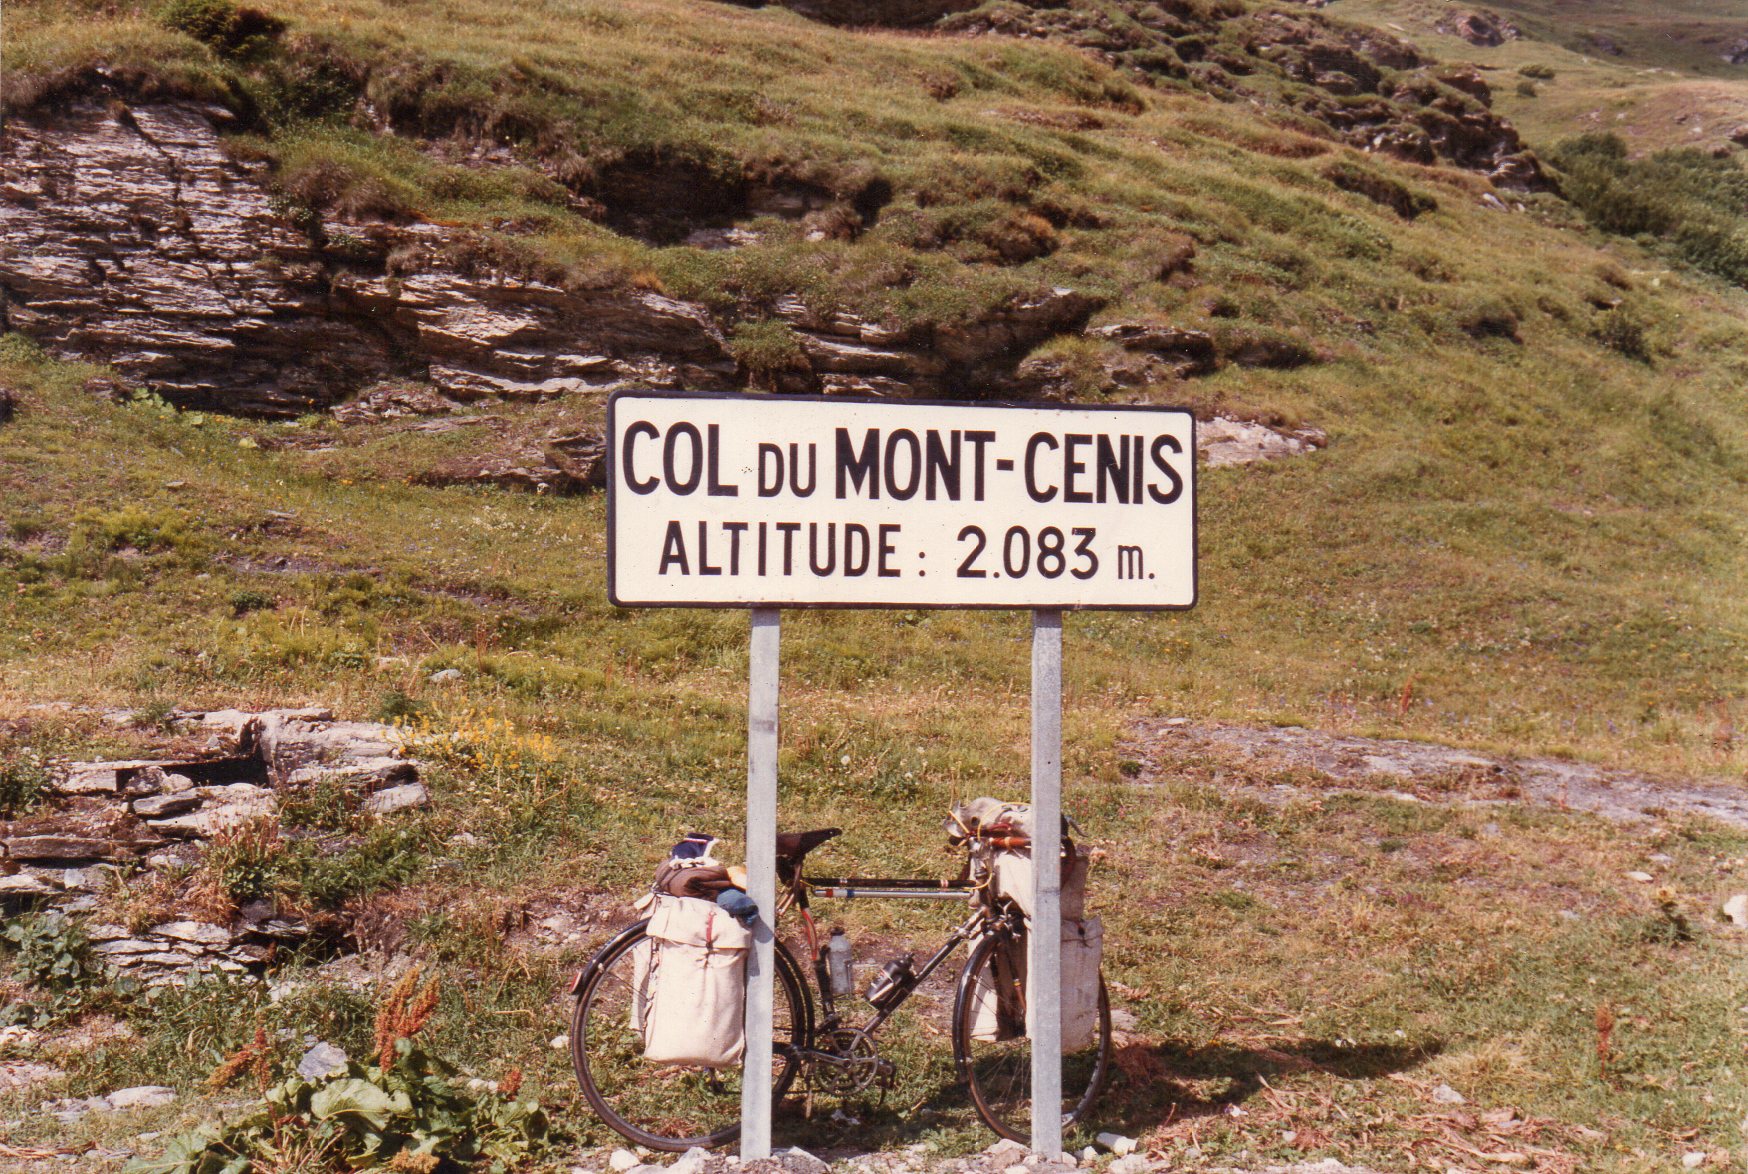 COL DU MONT-CENIS
ALTITUDE : 2.083 m.